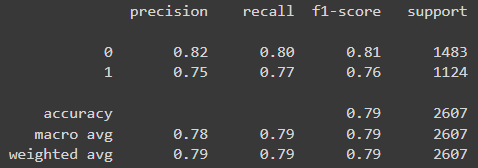 precision recall f1-score support
0 0.82 0.80 0.81 1483
1 0.75 0.77 0.76 1124
accuracy 0.79 2607
macro avg 0.78 0.79 0.79 2607
weighted avg 0.79 0.79 0.79 2607